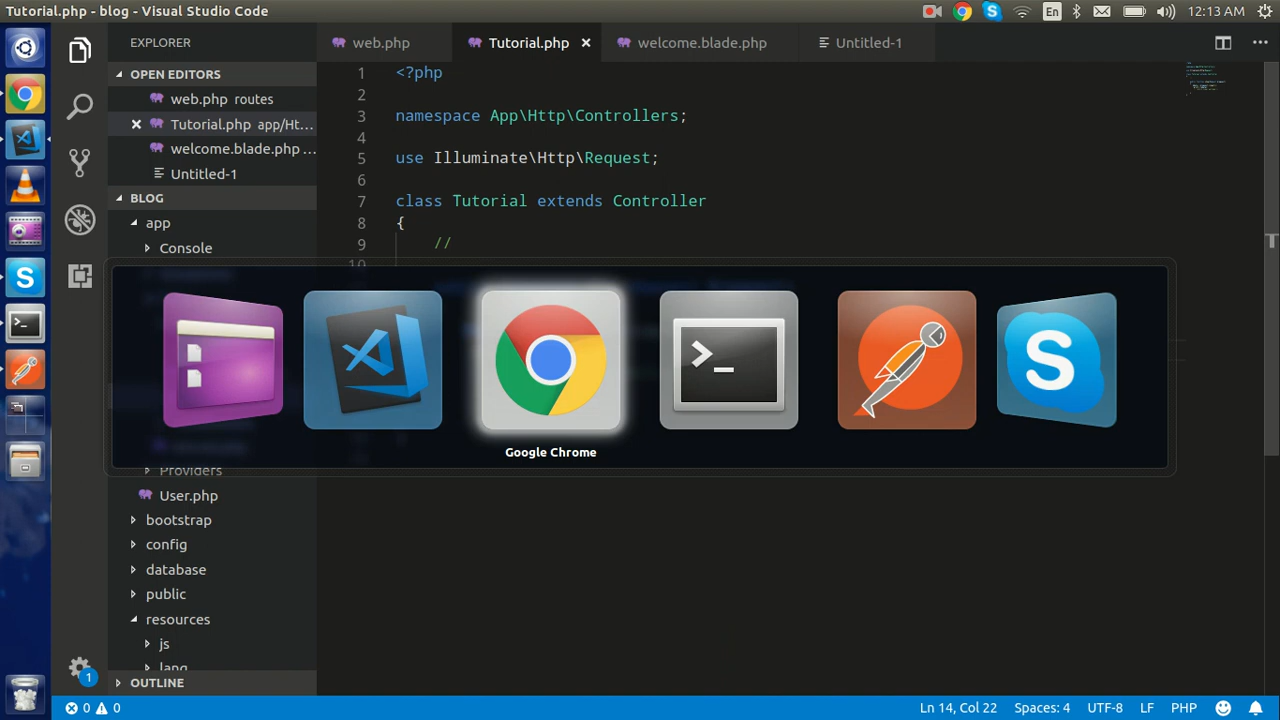 Tutorial.php - blog - Visual Studio Code
En
12:13 AM
EXPLORER
OPEN EDITORS
web.php routes
Tutorial.php app/Ht...
welcome.blade.php ...
Untitled-1
BLOG
app
Console
Providers
User.php
bootstrap
config
database
public
resources
js
lang
OUTLINE
web.php
Tutorial.php
welcome.blade.php
Untitled-1
1 <?php
2
3 namespace App\Http\Controllers;
4
5 use Illuminate\Http\Request;
6
7 class Tutorial extends Controller
8 {
9 //
10
Google Chrome
1
0 0
Ln 14, Col 22
Spaces: 4
UTF-8
LF
PHP